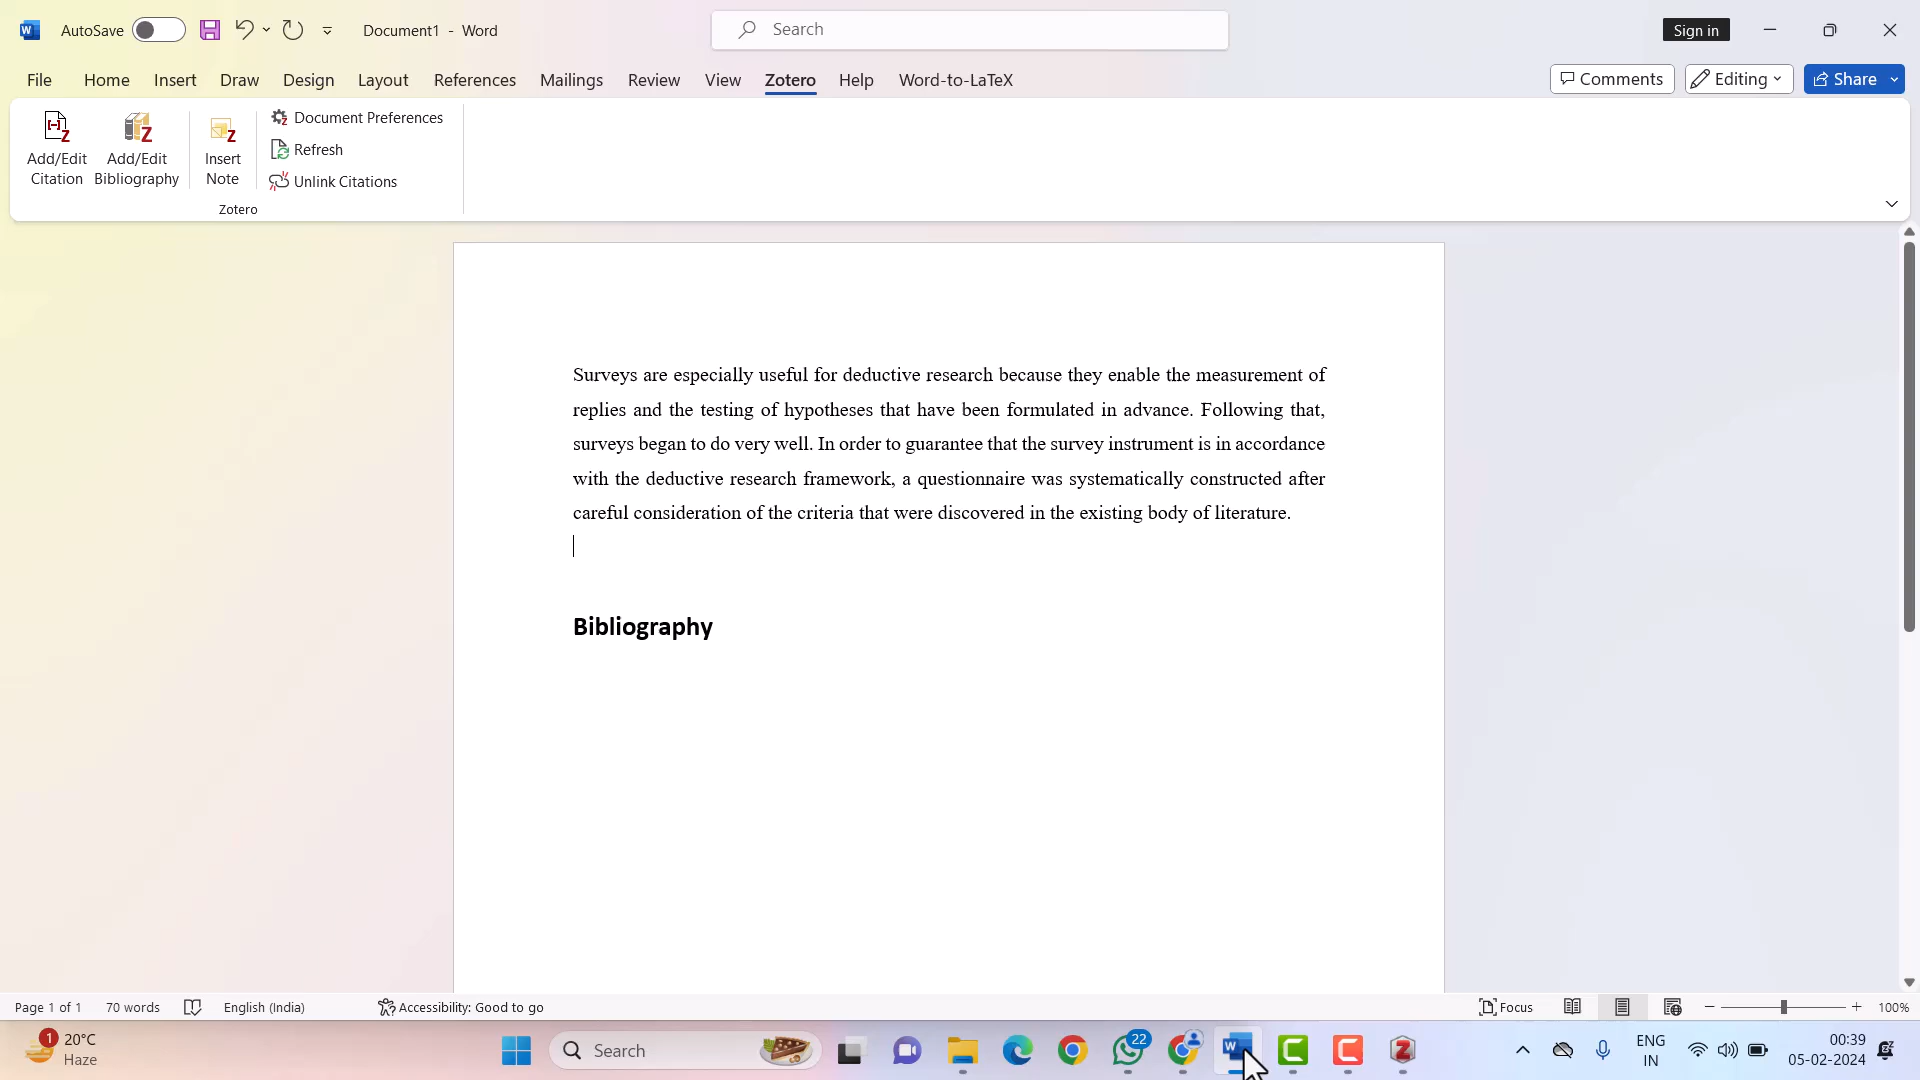 AutoSave
Document1 - Word
Search
Sign in
File Home Insert Draw Design Layout References Mailings Review View Zotero Help Word-to-LaTeX
Comments Editing Share
Add/Edit Citation
Add/Edit Bibliography
Insert Note
Document Preferences
Refresh
Unlink Citations
Zotero
Surveys are especially useful for deductive research because they enable the measurement of
replies and the testing of hypotheses that have been formulated in advance. Following that,
surveys began to do very well. In order to guarantee that the survey instrument is in accordance
with the deductive research framework, a questionnaire was systematically constructed after
careful consideration of the criteria that were discovered in the existing body of literature.
Bibliography
Page 1 of 1 70 words English (India) Accessibility: Good to go Focus 100%
1
20°C
Haze
Search
22
ENG
IN
00:39
05-02-2024